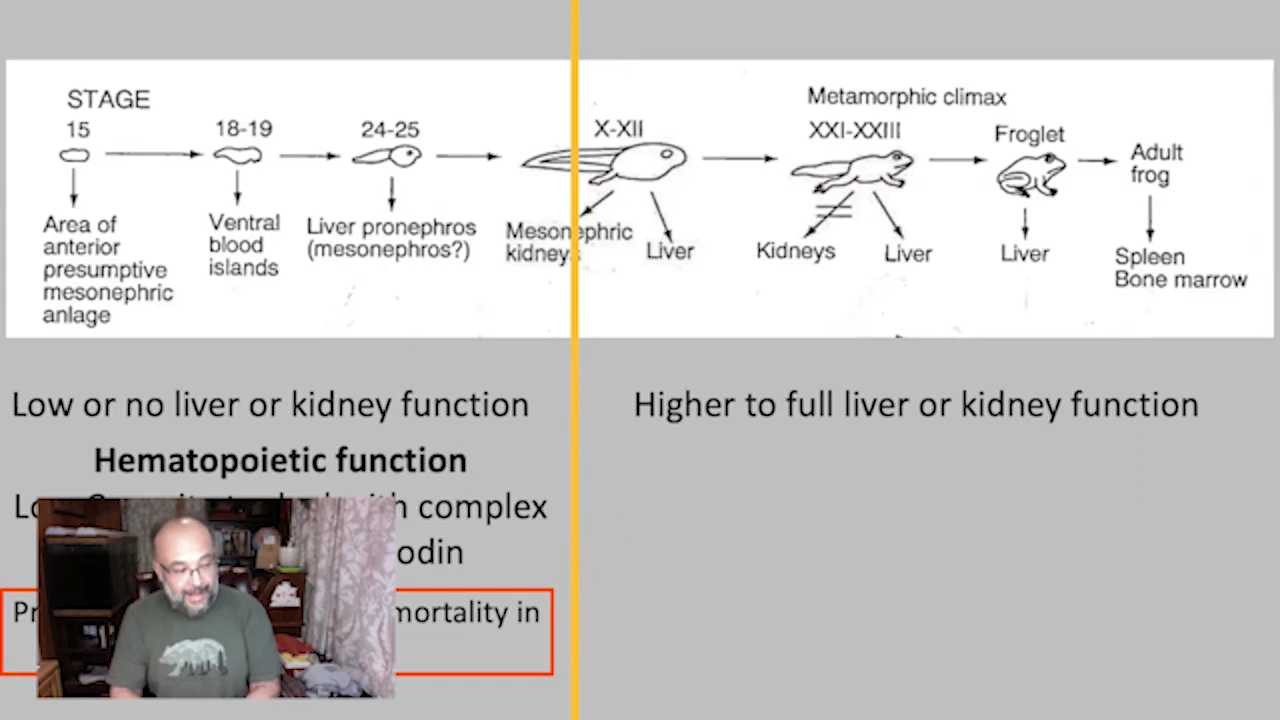 STAGE
15
18-19
24-25
X-XII
Metamorphic climax
XXI-XXIII
Froglet
Adult
frog
Area of
anterior
presumptive
mesonephric
anlage
Ventral
blood
islands
Liver pronephros
(mesonephros?)
Mesonephric
kidneys
Liver
Kidneys
Liver
Liver
Spleen
Bone marrow
Low or no liver or kidney function
Higher to full liver or kidney function
Hematopoietic function
complex
mortality in